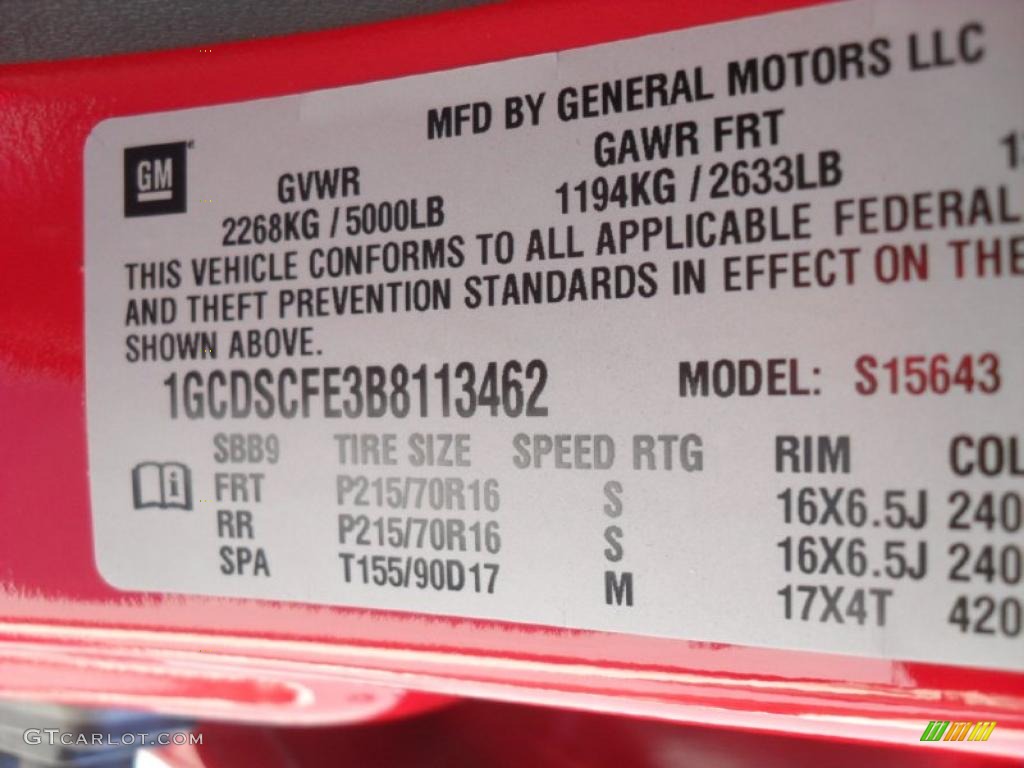 MFD BY GENERAL MOTORS LLC
GM
GVWR GAWR FRT
2268KG / 5000LB 1194KG / 2633LB 1
THIS VEHICLE CONFORMS TO ALL APPLICABLE FEDERAL
AND THEFT PREVENTION STANDARDS IN EFFECT ON THE
SHOWN ABOVE.
1GCDSCFE3B8113462 MODEL: S15643
SBB9 TIRE SIZE SPEED RTG RIM COL
FRT P215/70R16 S 16X6.5J 240
RR P215/70R16 S 16X6.5J 240
SPA T155/90D17 M 17X4T 420
GTCARLOT.COM